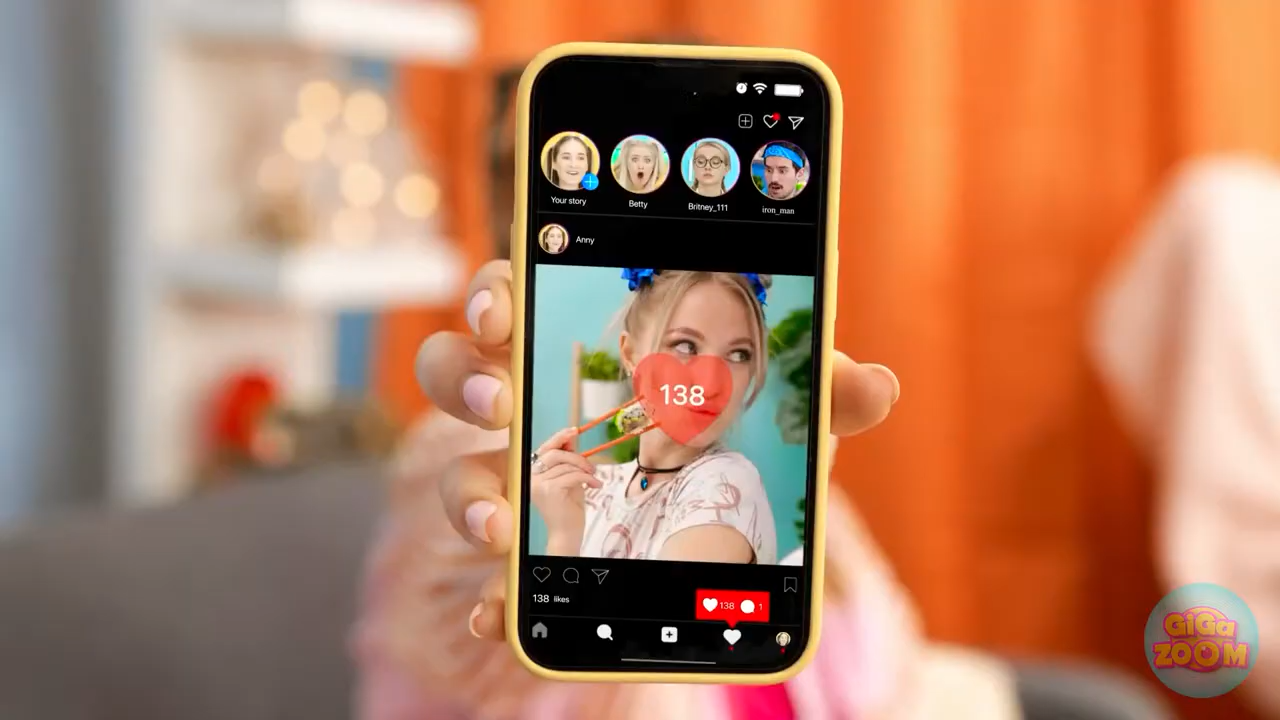 Your story
Betty
Britney_111
iron_man
Anny
138
138 likes
138 1
GiGa
ZOOM